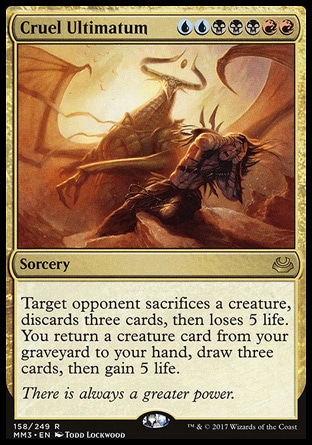 Cruel Ultimatum
Sorcery
Target opponent sacrifices a creature,
discards three cards, then loses 5 life.
You return a creature card from your
graveyard to your hand, draw three
cards, then gain 5 life.
There is always a greater power.
158/249 R
MM3 • EN Todd Lockwood
™ & © 2017 Wizards of the Coast